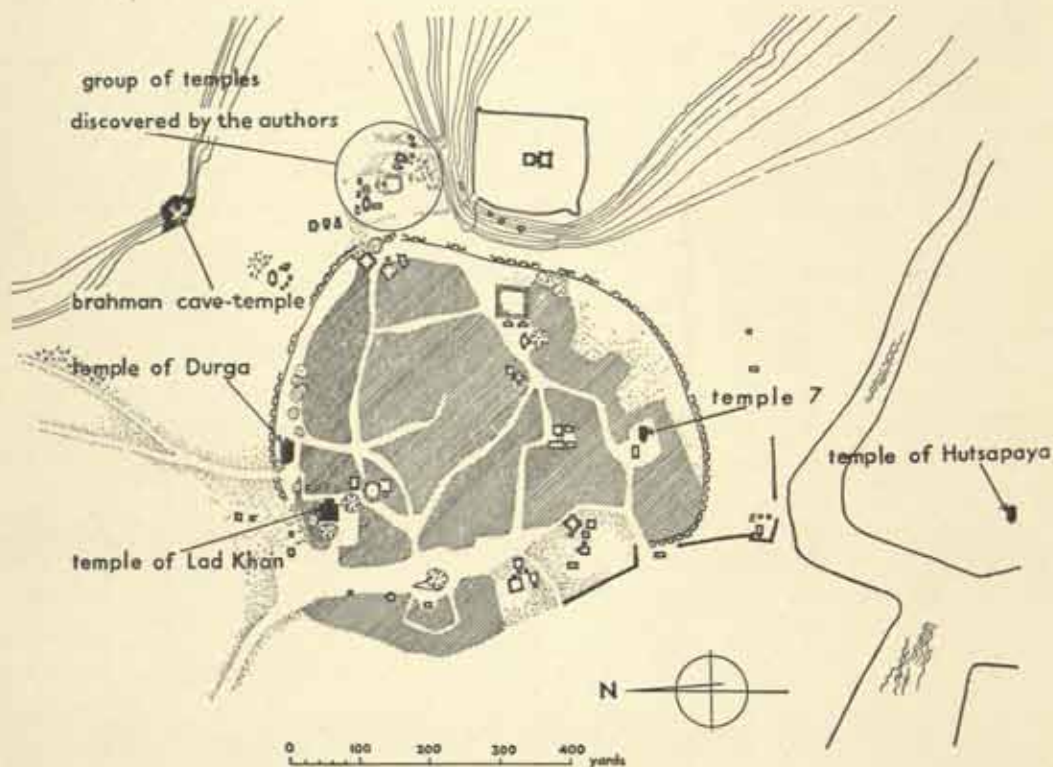 group of temples
discovered by the authors
brahman cave-temple
temple of Durga
temple 7
temple of Hutsapaya
temple of Lad Khan
N
0 100 200 300 400
yards